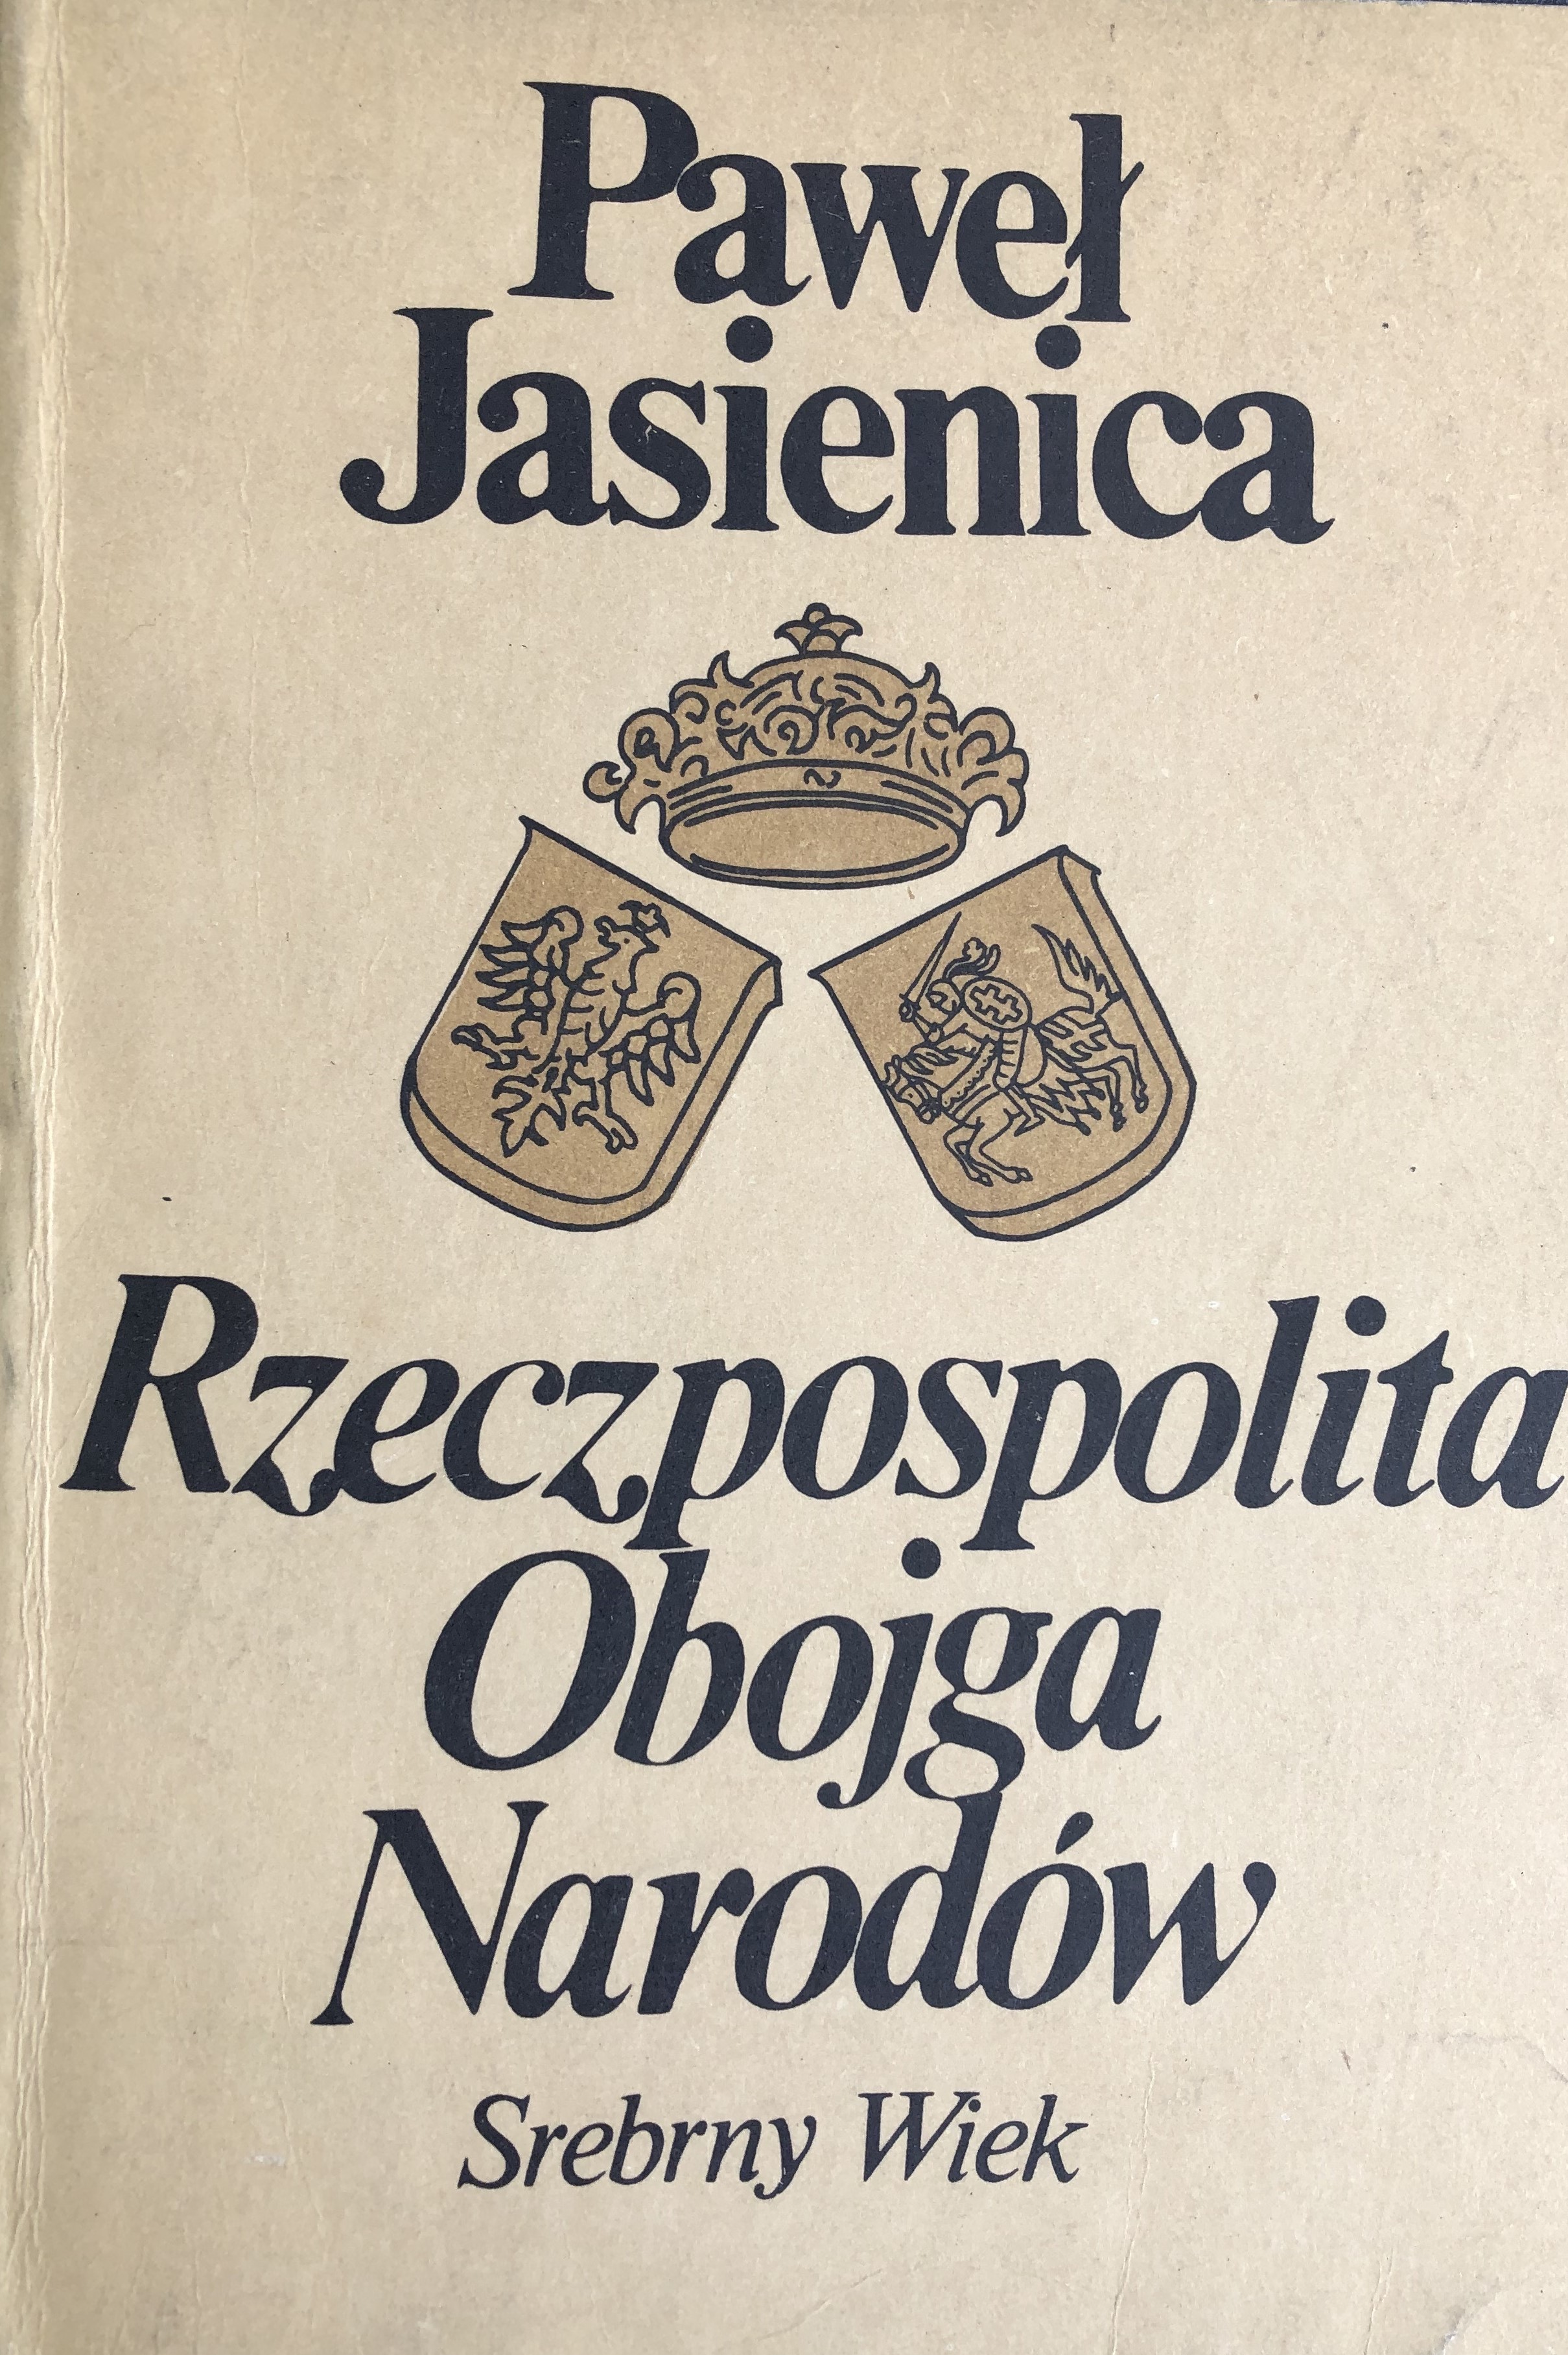 Paweł
Jasienica
Rzeczpospolita
Obojga
Narodów
Srebrny Wiek